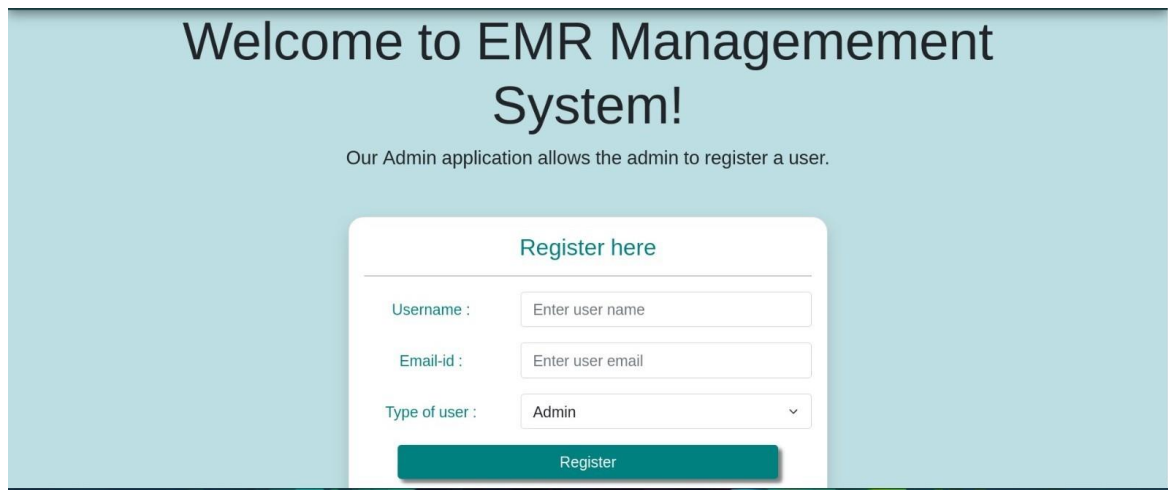 Welcome to EMR Managemement
System!
Our Admin application allows the admin to register a user.
Register here
Username :
Enter user name
Email-id :
Enter user email
Type of user :
Admin
Register